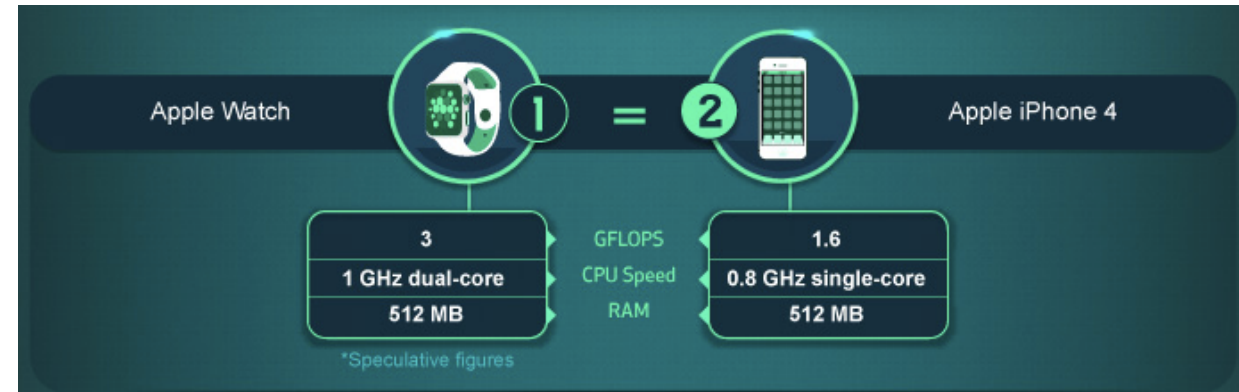 Apple Watch 1 = 2 Apple iPhone 4
3 GFLOPS 1.6
1 GHz dual-core CPU Speed 0.8 GHz single-core
512 MB RAM 512 MB
*Speculative figures